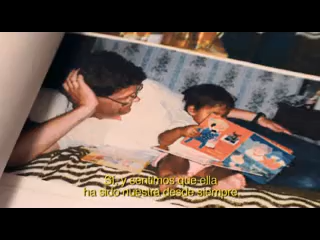 Sí, y sentimos que ella
ha sido nuestra desde siempre.